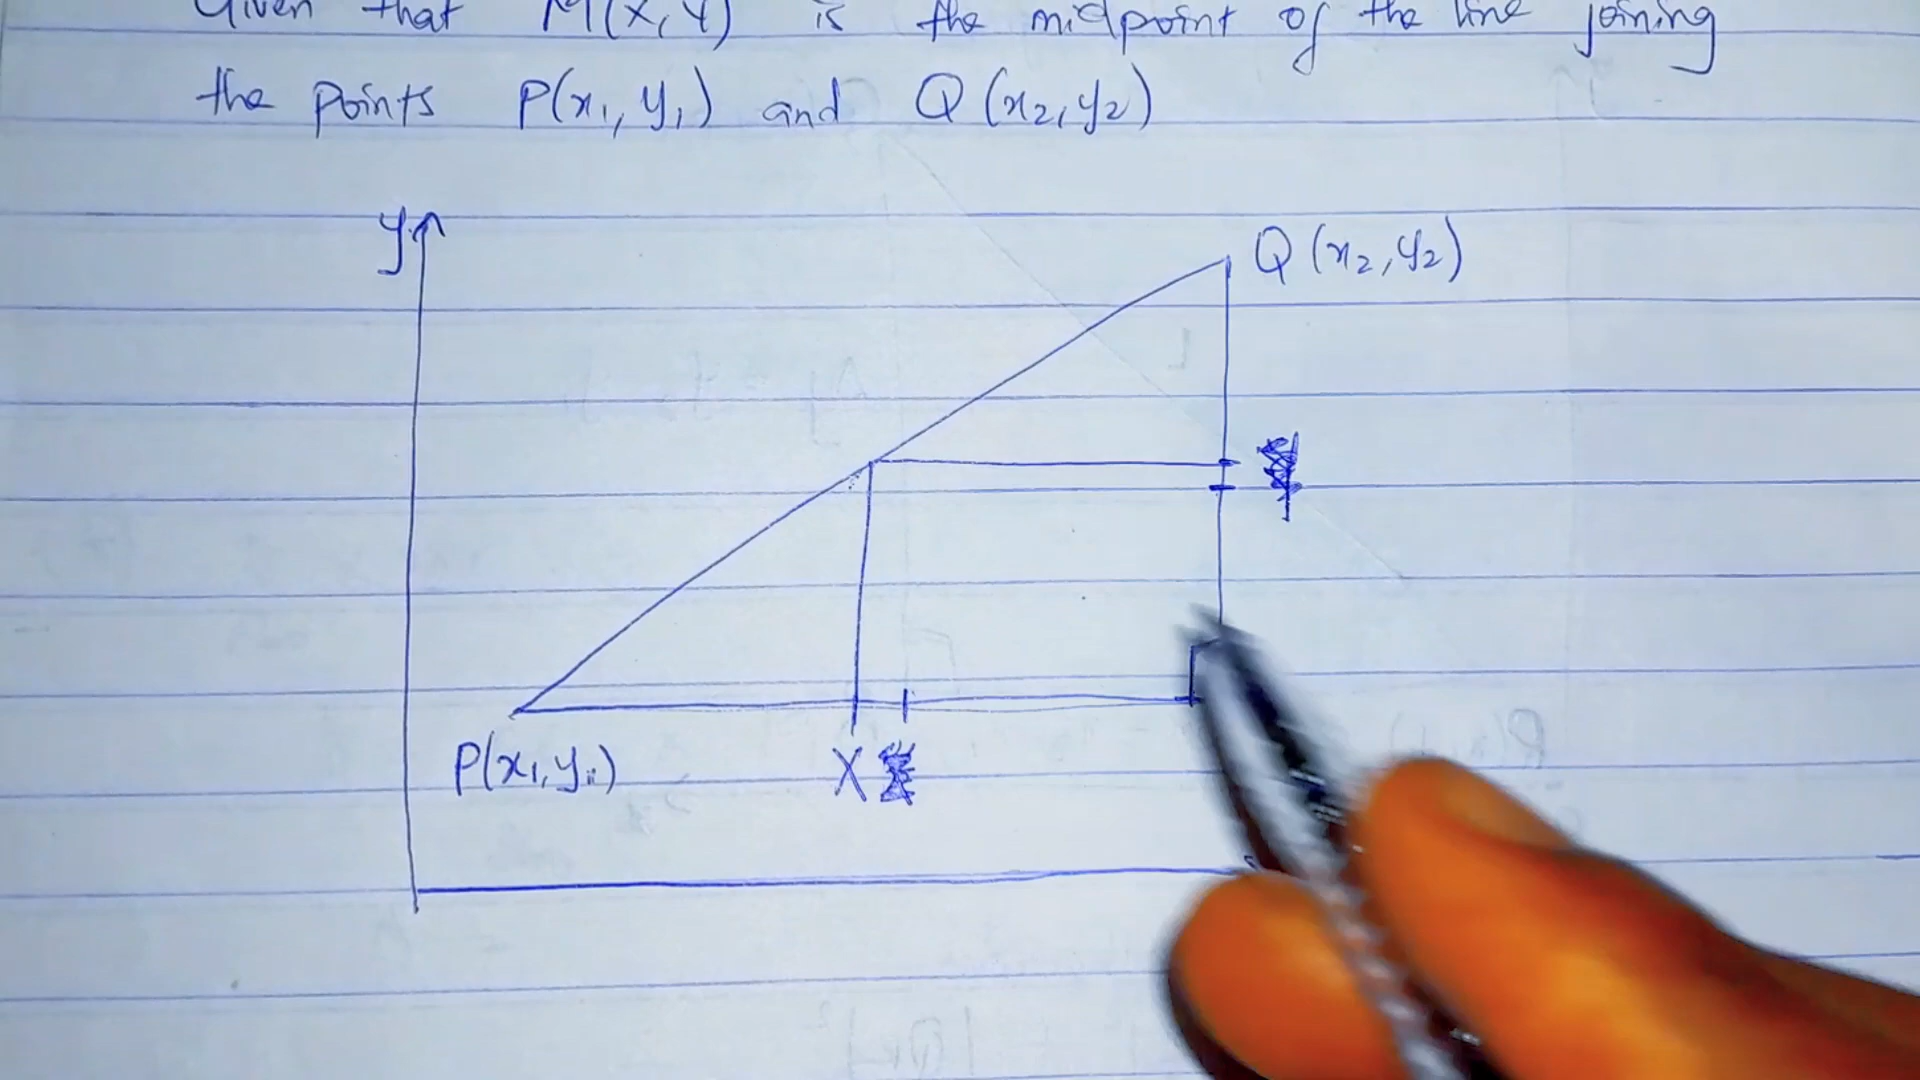 Given that M(X,Y) is the midpoint of the line joining
the points P(x₁, y₁) and Q(x₂, y₂)
y
Q(x₂, y₂)
P(x₁, y₁)
X